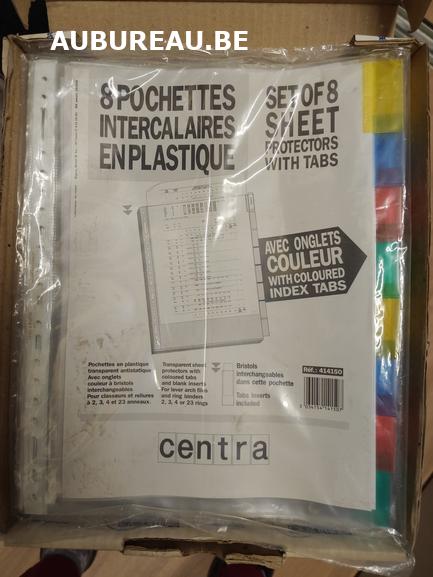 AUBUREAU.BE
8 POCHETTES
INTERCALAIRES
EN PLASTIQUE
SET OF 8
SHEET
PROTECTORS
WITH TABS
AVEC ONGLETS
COULEUR
WITH COLOURED
INDEX TABS
Pochettes en plastique
transparent antistatique
Avec onglets
couleur à bristols
interchangeables
Pour classeurs et reliures
à 2, 3, 4 et 23 anneaux.
Transparent sheet
protectors with
coloured tabs
and blank inserts
For lever arch files
and ring binders
2, 3, 4 or 23 rings
Bristols
interchangeables
dans cette pochette
Tabs inserts
included
Réf.: 414150
centra